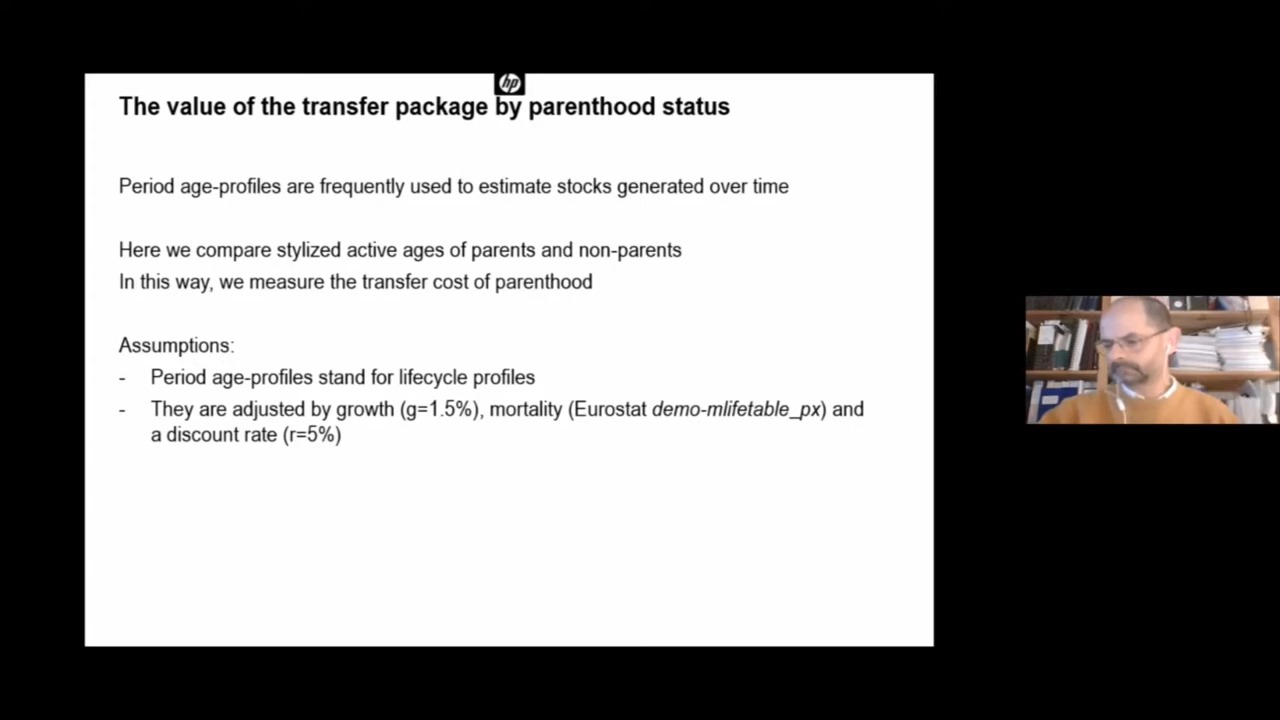 hp
The value of the transfer package by parenthood status
Period age-profiles are frequently used to estimate stocks generated over time
Here we compare stylized active ages of parents and non-parents
In this way, we measure the transfer cost of parenthood
Assumptions:
- Period age-profiles stand for lifecycle profiles
- They are adjusted by growth (g=1.5%), mortality (Eurostat demo-mlifetable_px) and
a discount rate (r=5%)